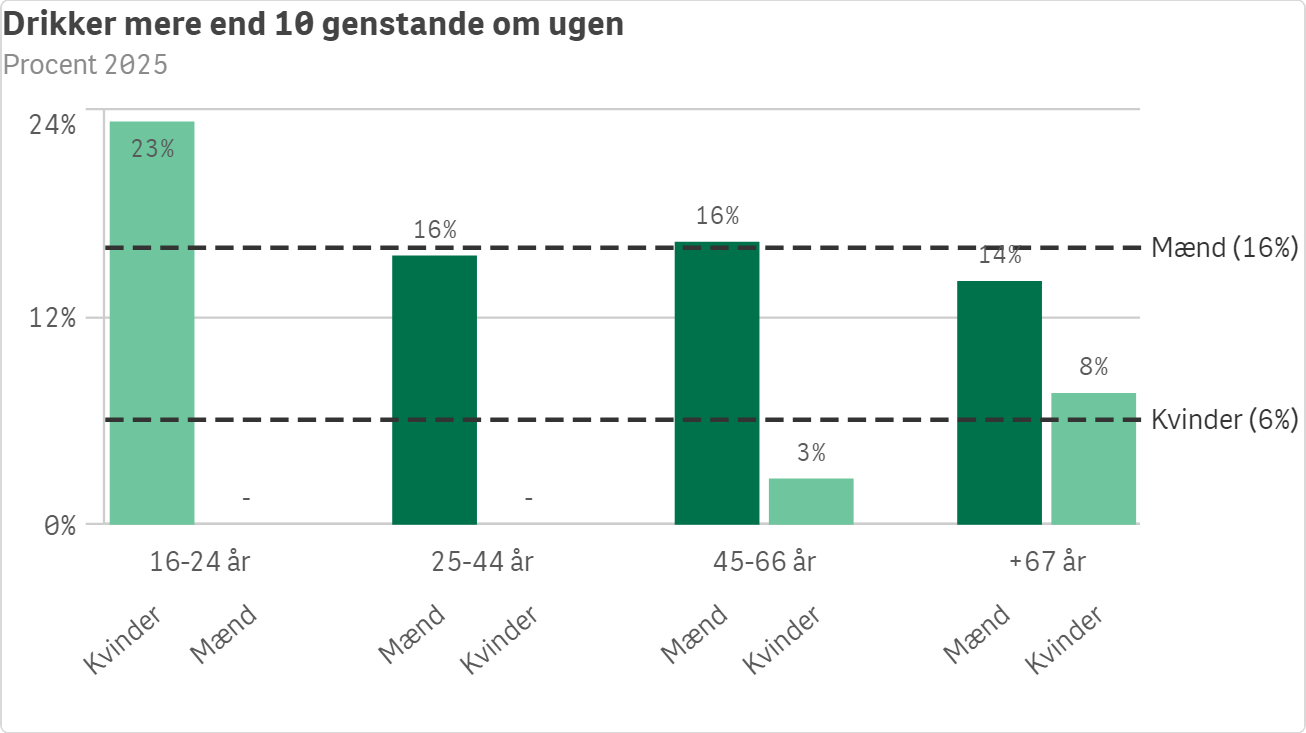 Drikker mere end 10 genstande om ugen
Procent 2025
24%
12%
0%
23%
-
16%
-
16%
3%
14%
8%
Mænd (16%)
Kvinder (6%)
16-24 år
25-44 år
45-66 år
+67 år
Kvinder
Mænd
Mænd
Kvinder
Mænd
Kvinder
Mænd
Kvinder